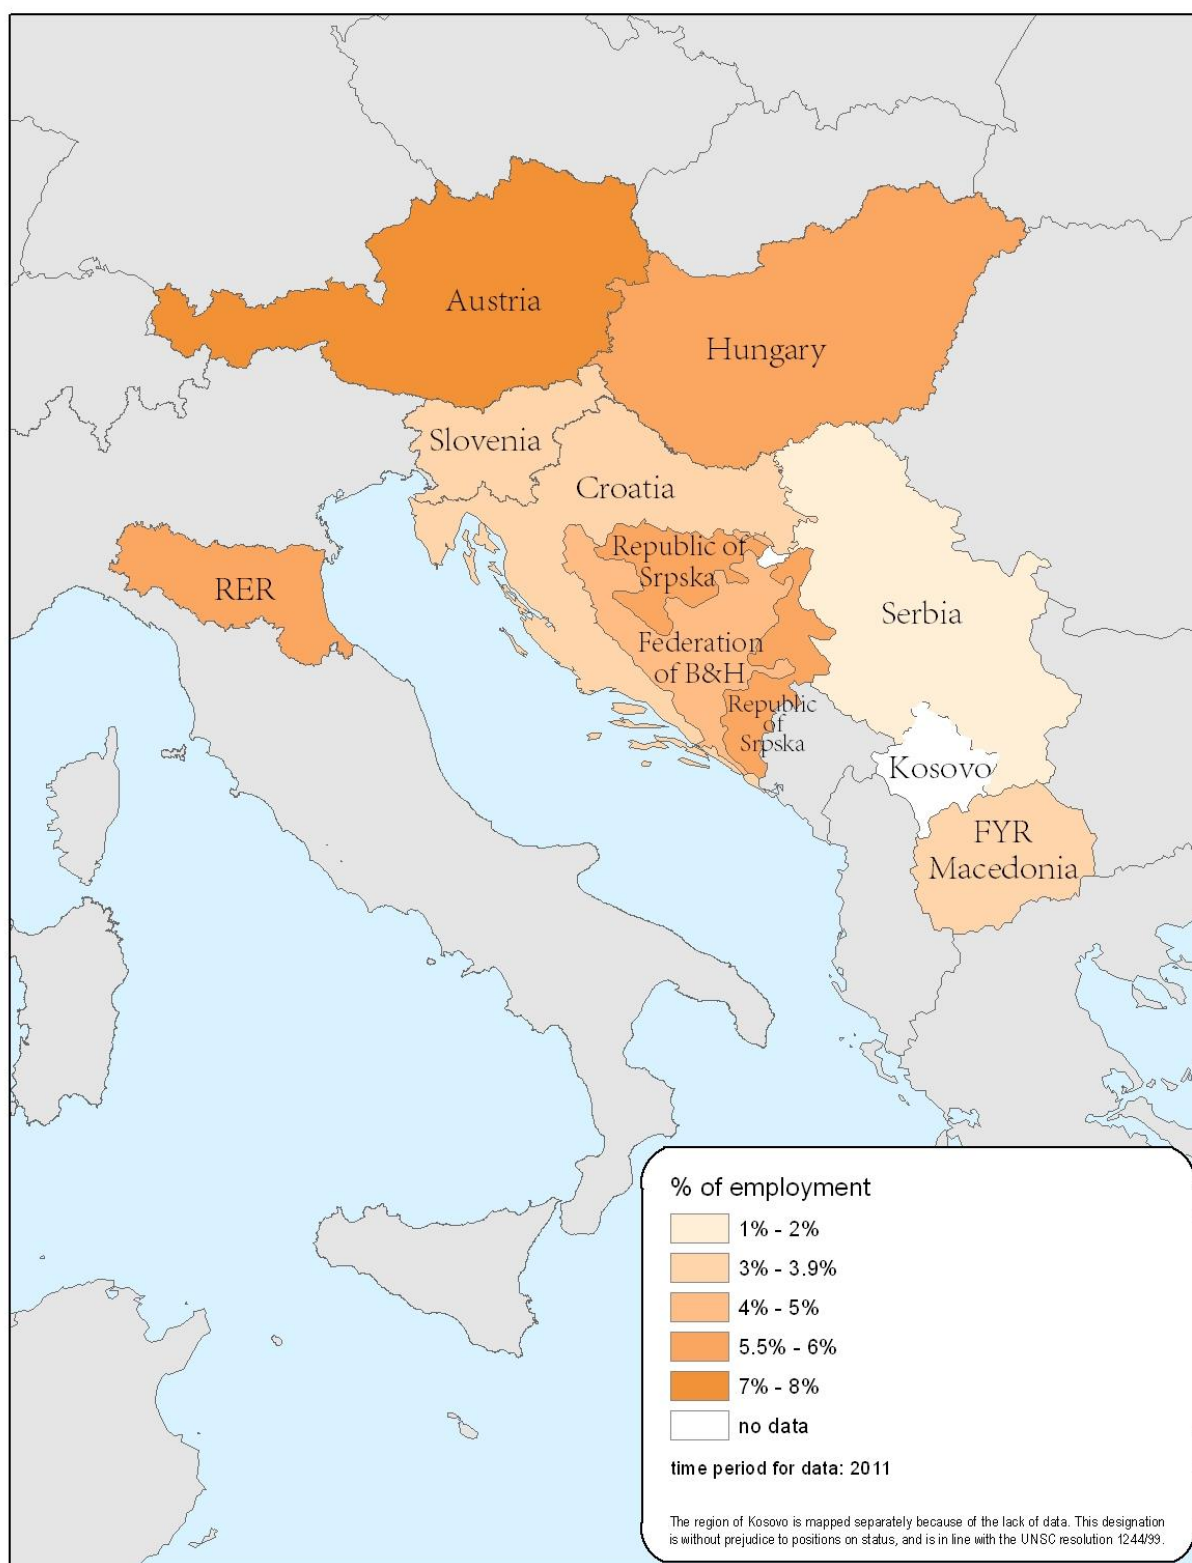 Austria
Hungary
Slovenia
Croatia
Republic of
Srpska
RER
Serbia
Federation
of B&H
Republic
of
Srpska
Kosovo
FYR
Macedonia
% of employment
1% - 2%
3% - 3.9%
4% - 5%
5.5% - 6%
7% - 8%
no data
time period for data: 2011
The region of Kosovo is mapped separately because of the lack of data. This designation
is without prejudice to positions on status, and is in line with the UNSC resolution 1244/99.